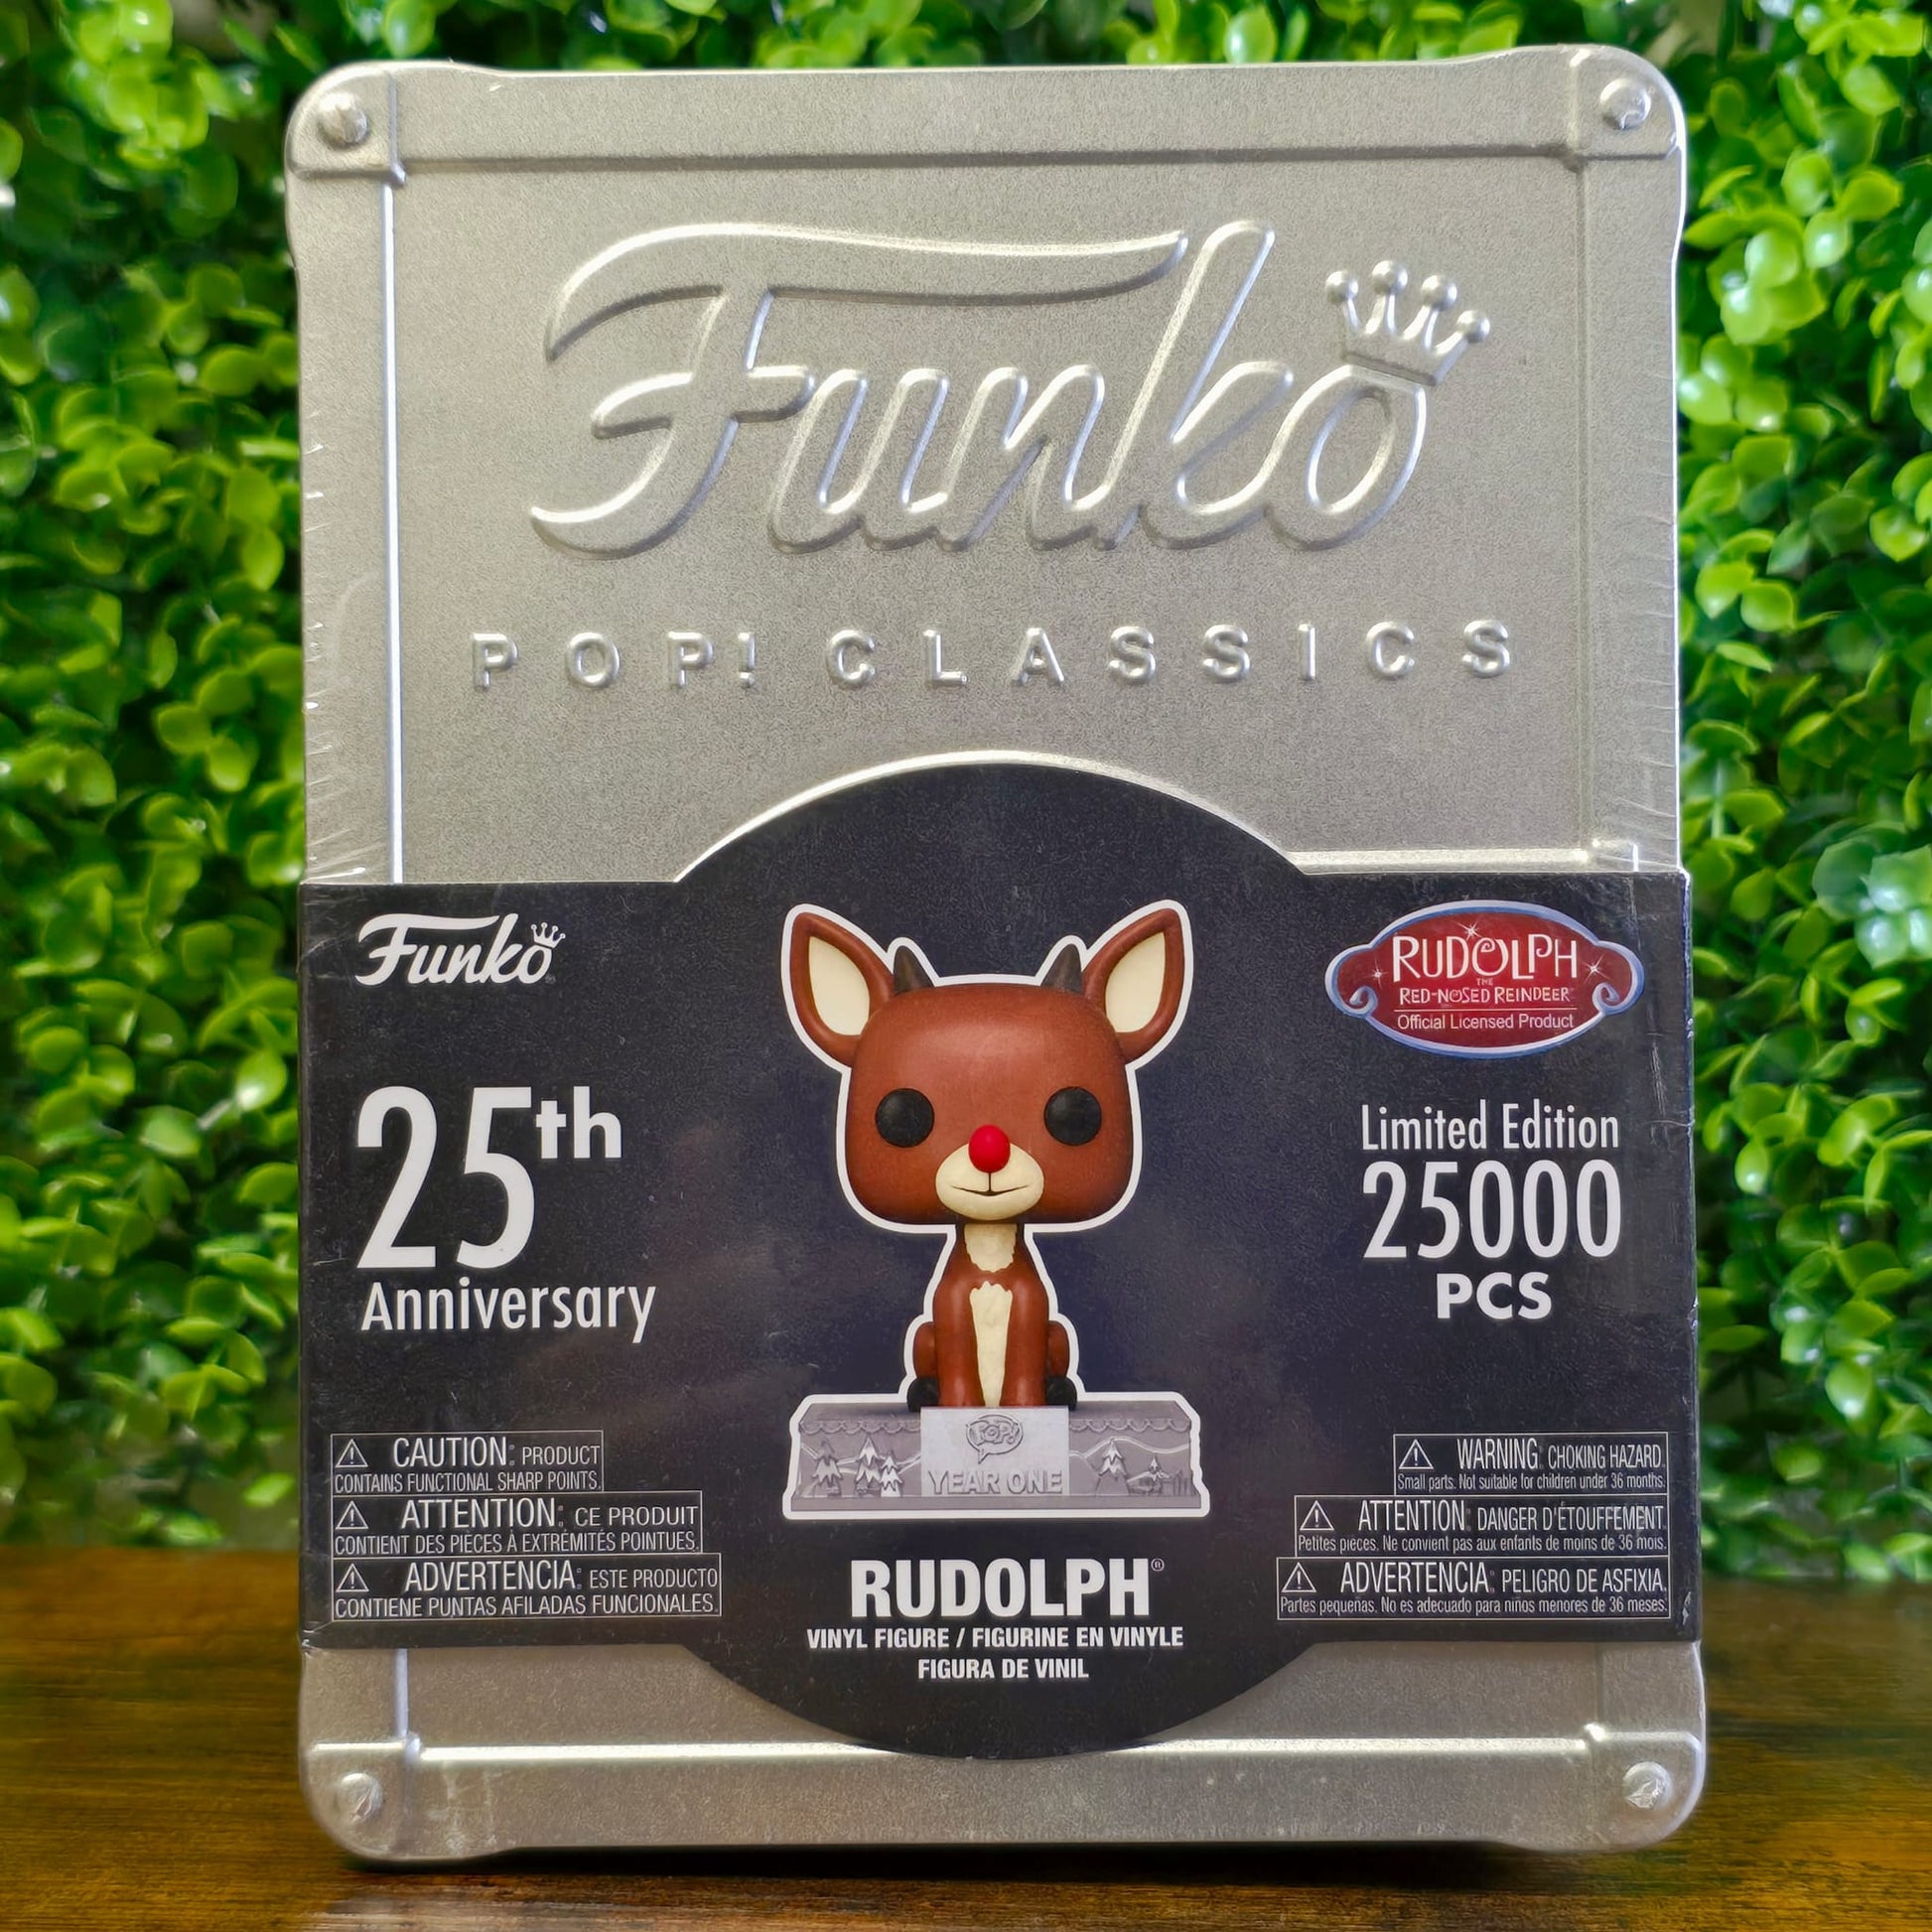 Funko
POP! CLASSICS
Funko
25th
Anniversary
RUDOLPH
THE
RED-NOSED REINDEER
Official Licensed Product
Limited Edition
25000
PCS
POP!
YEAR ONE
⚠ CAUTION: PRODUCT
CONTAINS FUNCTIONAL SHARP POINTS.
⚠ ATTENTION: CE PRODUIT
CONTIENT DES PIECES À EXTRÉMITÉS POINTUES.
⚠ ADVERTENCIA: ESTE PRODUCTO
CONTIENE PUNTAS AFILADAS FUNCIONALES.
RUDOLPH®
VINYL FIGURE / FIGURINE EN VINYLE
FIGURA DE VINIL
⚠ WARNING: CHOKING HAZARD.
Small parts. Not suitable for children under 36 months.
⚠ ATTENTION: DANGER D'ÉTOUFFEMENT.
Petites pièces. Ne convient pas aux enfants de moins de 36 mois.
⚠ ADVERTENCIA: PELIGRO DE ASFIXIA.
Partes pequeñas. No es adecuado para niños menores de 36 meses.